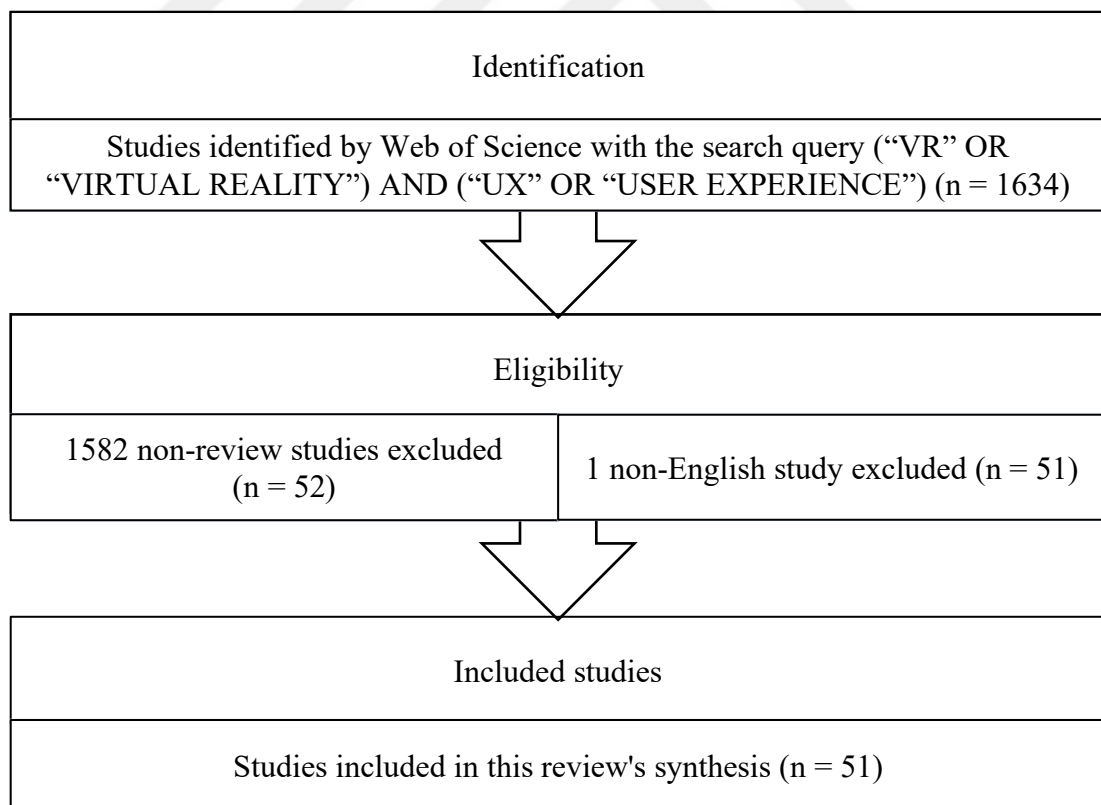 Identification
Studies identified by Web of Science with the search query (“VR” OR
“VIRTUAL REALITY”) AND (“UX” OR “USER EXPERIENCE”) (n = 1634)
Eligibility
1582 non-review studies excluded
(n = 52)
1 non-English study excluded (n = 51)
Included studies
Studies included in this review's synthesis (n = 51)